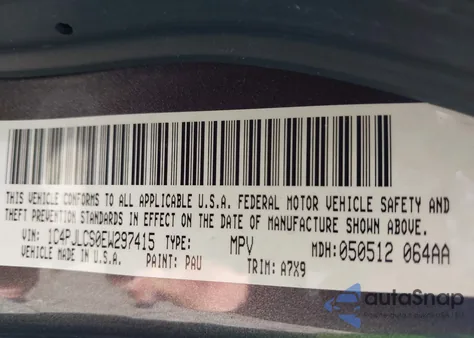 THIS VEHICLE CONFORMS TO ALL APPLICABLE U.S.A. FEDERAL MOTOR VEHICLE SAFETY AND
THEFT PREVENTION STANDARDS IN EFFECT ON THE DATE OF MANUFACTURE SHOWN ABOVE.
VIN: 1C4PJLCS0EW297415 TYPE: MPV MDH: 050512 064AA
VEHICLE MADE IN U.S.A. PAINT: PAU TRIM: A7X9
autoSnap